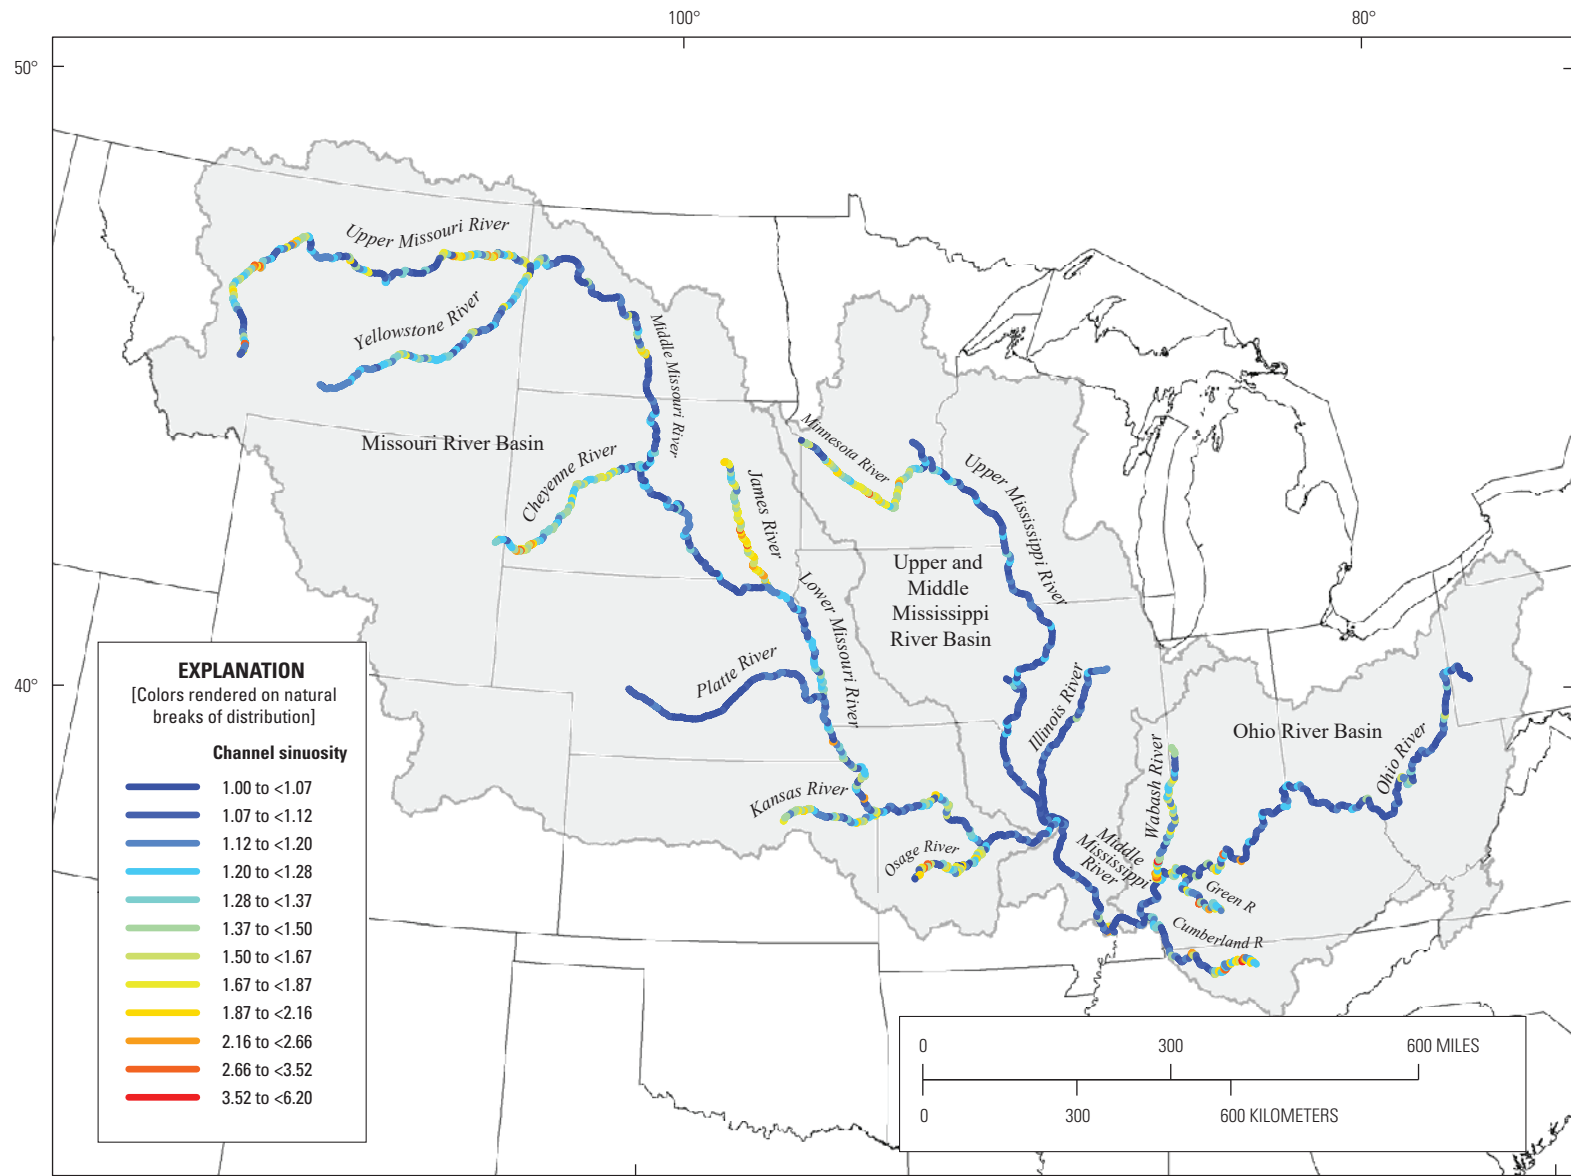 100°
80°
50°
40°
Upper Missouri River
Yellowstone River
Middle Missouri River
Missouri River Basin
Cheyenne River
James River
Minnesota River
Upper Mississippi River
Upper and
Middle
Mississippi
River Basin
Lower Missouri River
Platte River
Illinois River
Kansas River
Osage River
Middle
Mississippi
River
Wabash River
Ohio River Basin
Ohio River
Green R
Cumberland R
EXPLANATION
[Colors rendered on natural
breaks of distribution]
Channel sinuosity
1.00 to <1.07
1.07 to <1.12
1.12 to <1.20
1.20 to <1.28
1.28 to <1.37
1.37 to <1.50
1.50 to <1.67
1.67 to <1.87
1.87 to <2.16
2.16 to <2.66
2.66 to <3.52
3.52 to <6.20
0 300 600 MILES
0 300 600 KILOMETERS